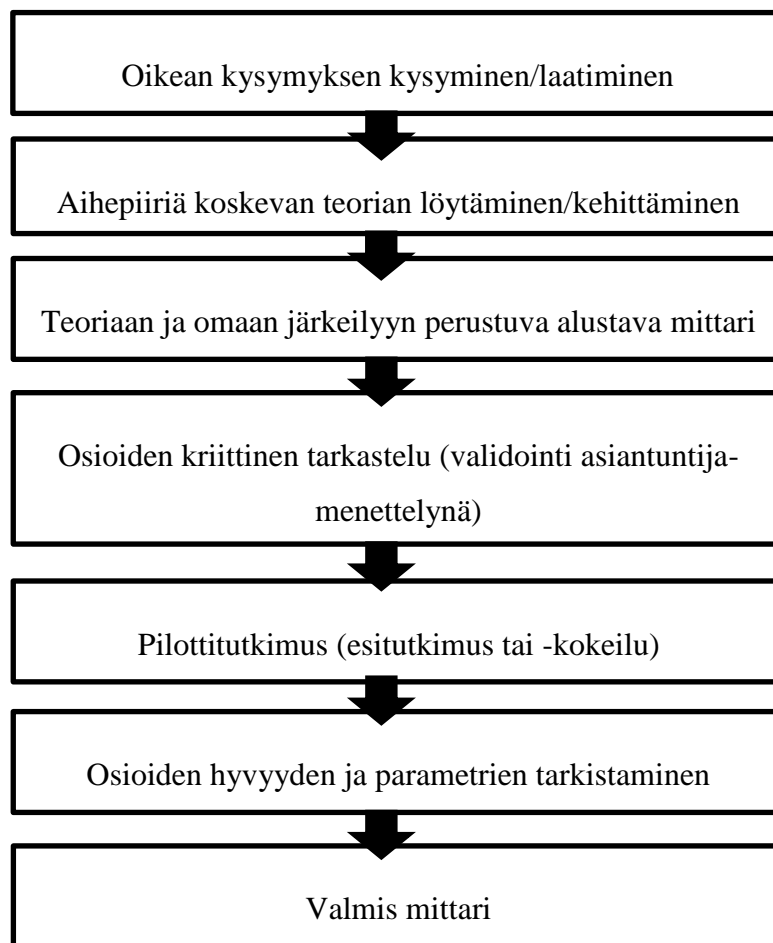 Oikean kysymyksen kysyminen/laatiminen
Aihepiiriä koskevan teorian löytäminen/kehittäminen
Teoriaan ja omaan järkeilyyn perustuva alustava mittari
Osioiden kriittinen tarkastelu (validointi asiantuntija-
menettelynä)
Pilottitutkimus (esitutkimus tai -kokeilu)
Osioiden hyvyyden ja parametrien tarkistaminen
Valmis mittari